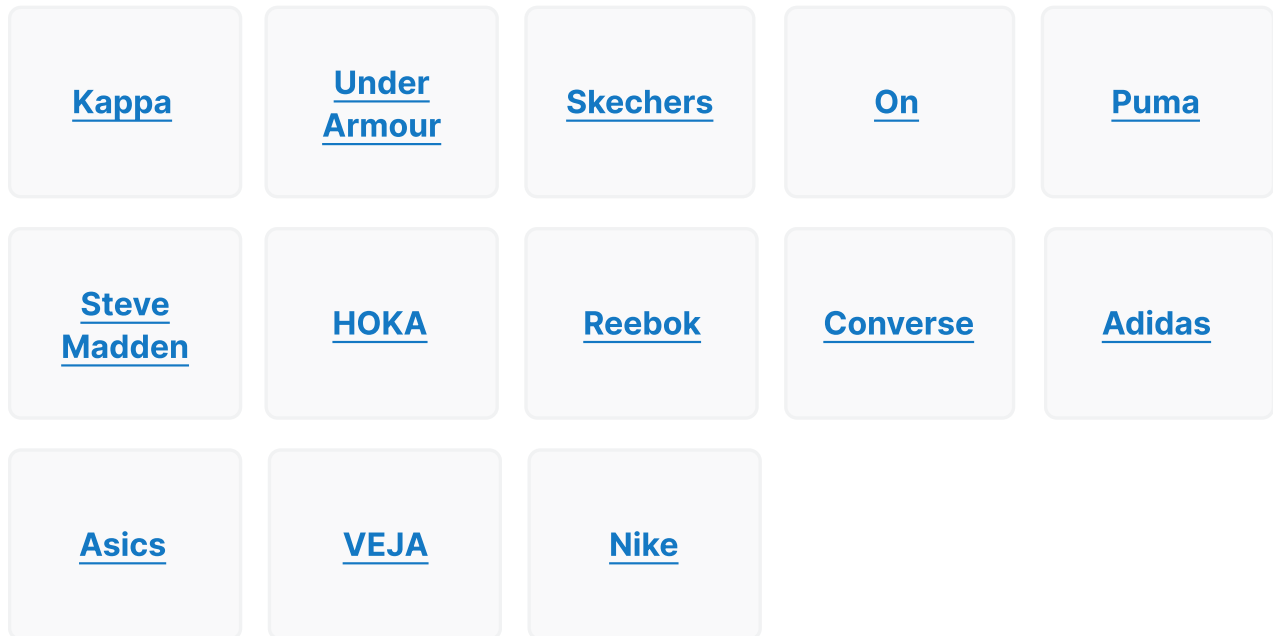 Kappa
Under
Armour
Skechers
On
Puma
Steve
Madden
HOKA
Reebok
Converse
Adidas
Asics
VEJA
Nike